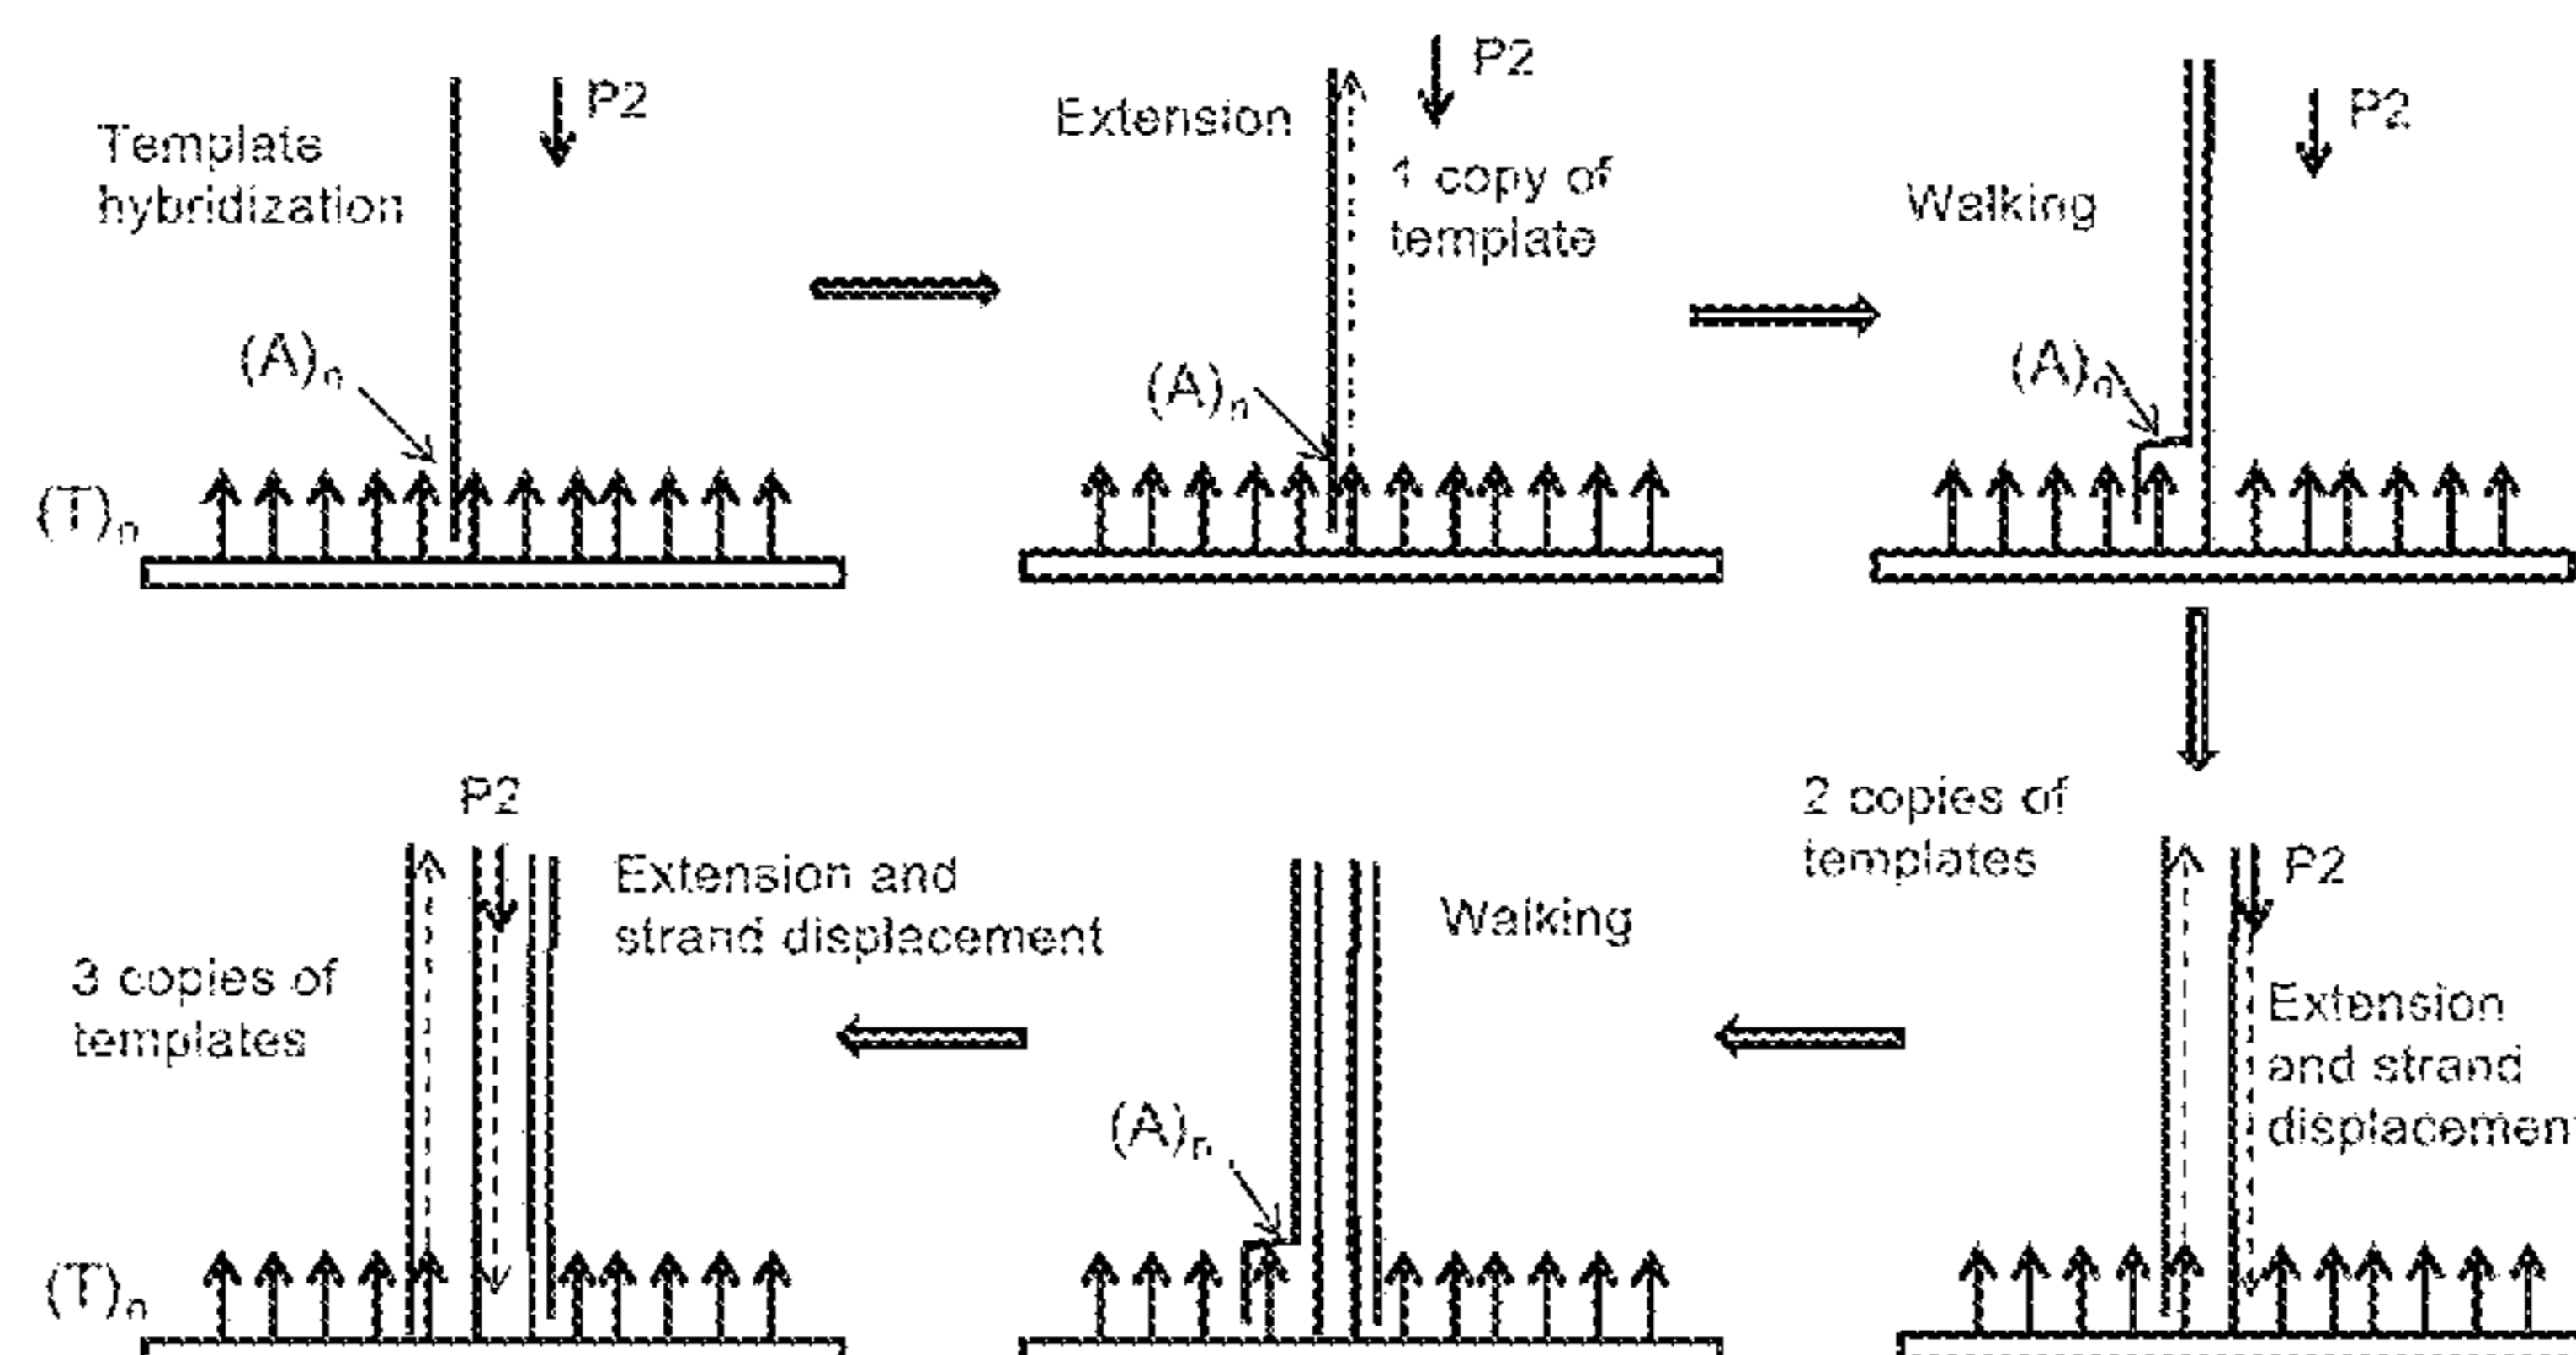 Template
hybridization
P2
(A)n
(T)n
Extension
P2
1 copy of
template
(A)n
Walking
P2
(A)n
2 copies of
templates
P2
Extension
and strand
displacement
Walking
(A)n
P2
Extension and
strand displacement
3 copies of
templates
(T)n